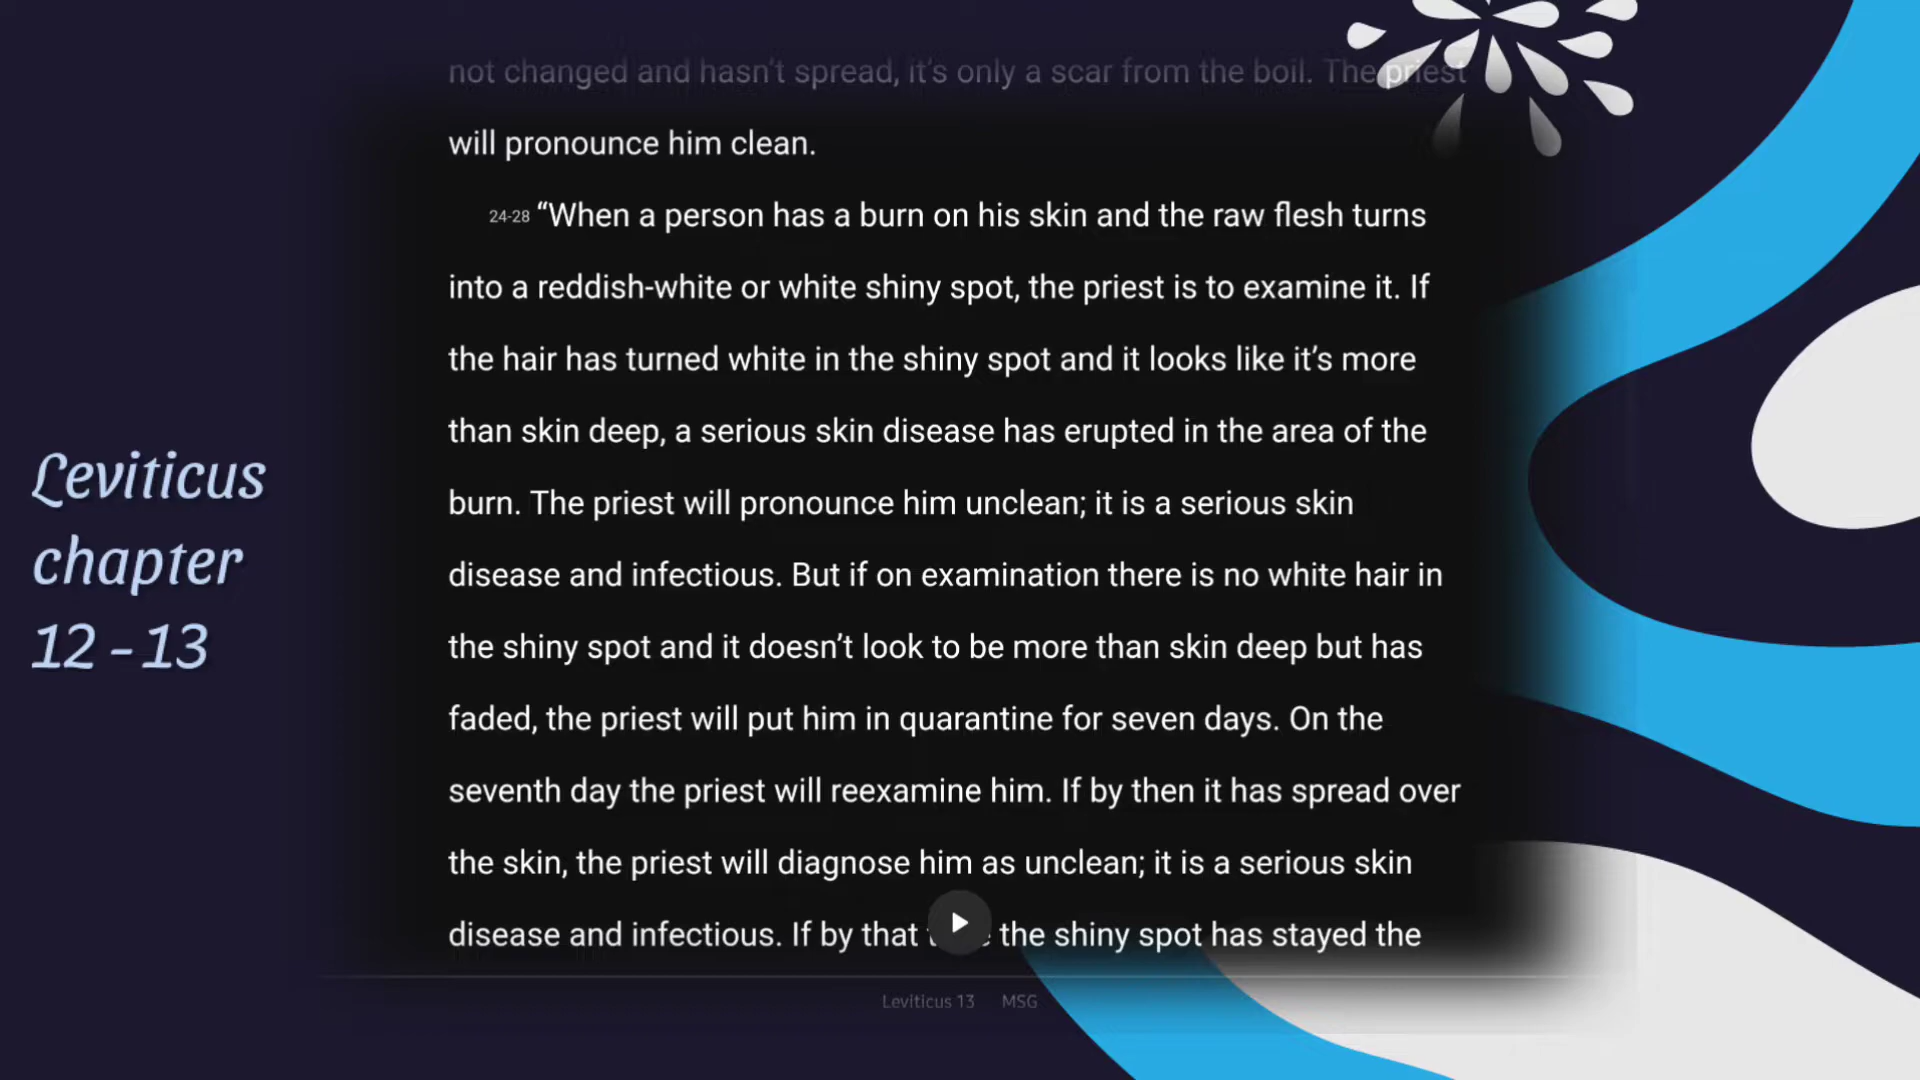 Leviticus
chapter
12 - 13
not changed and hasn’t spread, it’s only a scar from the boil. The priest
will pronounce him clean.
24-28 “When a person has a burn on his skin and the raw flesh turns
into a reddish-white or white shiny spot, the priest is to examine it. If
the hair has turned white in the shiny spot and it looks like it’s more
than skin deep, a serious skin disease has erupted in the area of the
burn. The priest will pronounce him unclean; it is a serious skin
disease and infectious. But if on examination there is no white hair in
the shiny spot and it doesn’t look to be more than skin deep but has
faded, the priest will put him in quarantine for seven days. On the
seventh day the priest will reexamine him. If by then it has spread over
the skin, the priest will diagnose him as unclean; it is a serious skin
disease and infectious. If by that the shiny spot has stayed the
Leviticus 13 MSG